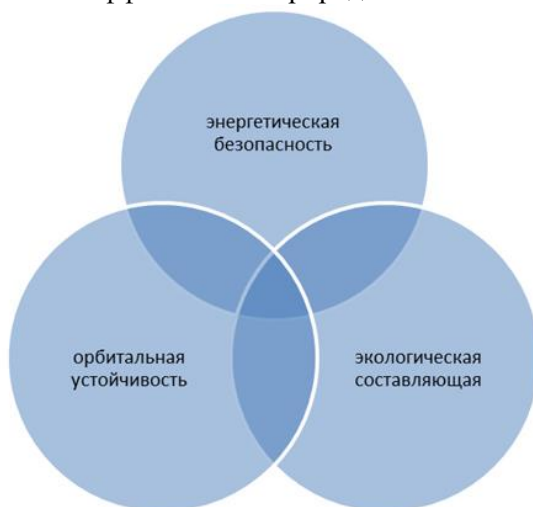 энергетическая
безопасность
орбитальная
устойчивость
экологическая
составляющая